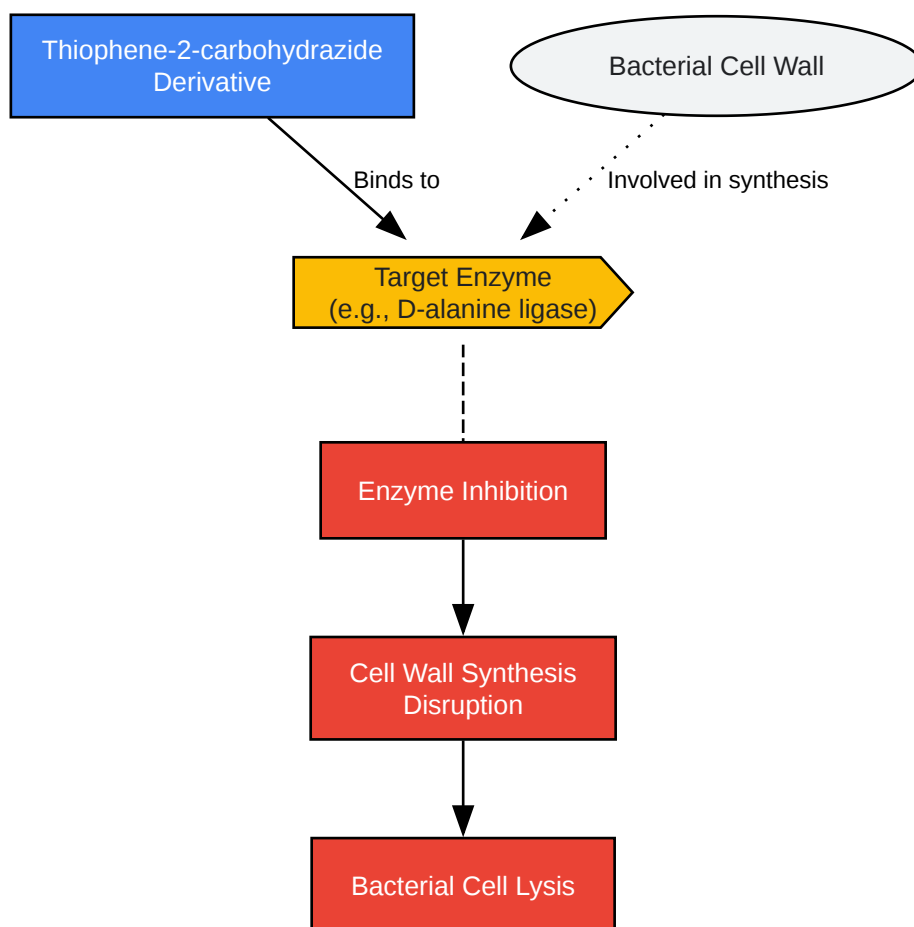 Thiophene-2-carbohydrazide
Derivative
Bacterial Cell Wall
Binds to
Involved in synthesis
Target Enzyme
(e.g., D-alanine ligase)
Enzyme Inhibition
Cell Wall Synthesis
Disruption
Bacterial Cell Lysis